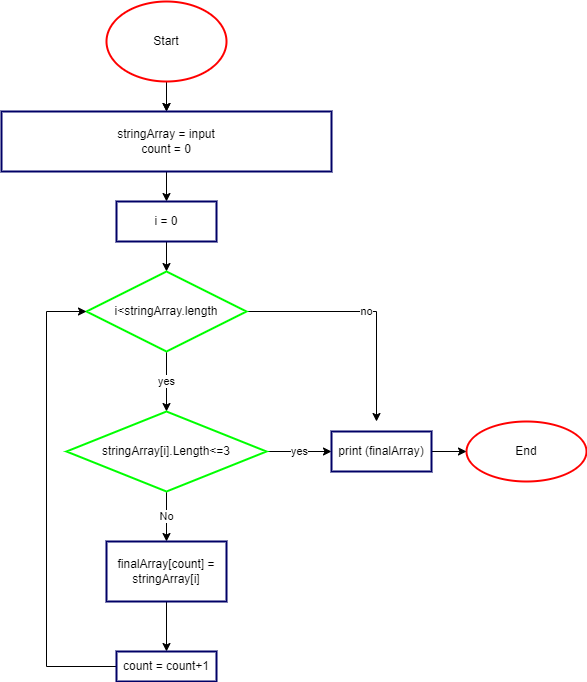 Start
stringArray = input
count = 0
i = 0
i<stringArray.length
no
yes
stringArray[i].Length<=3
yes
print (finalArray)
End
No
finalArray[count] =
stringArray[i]
count = count+1